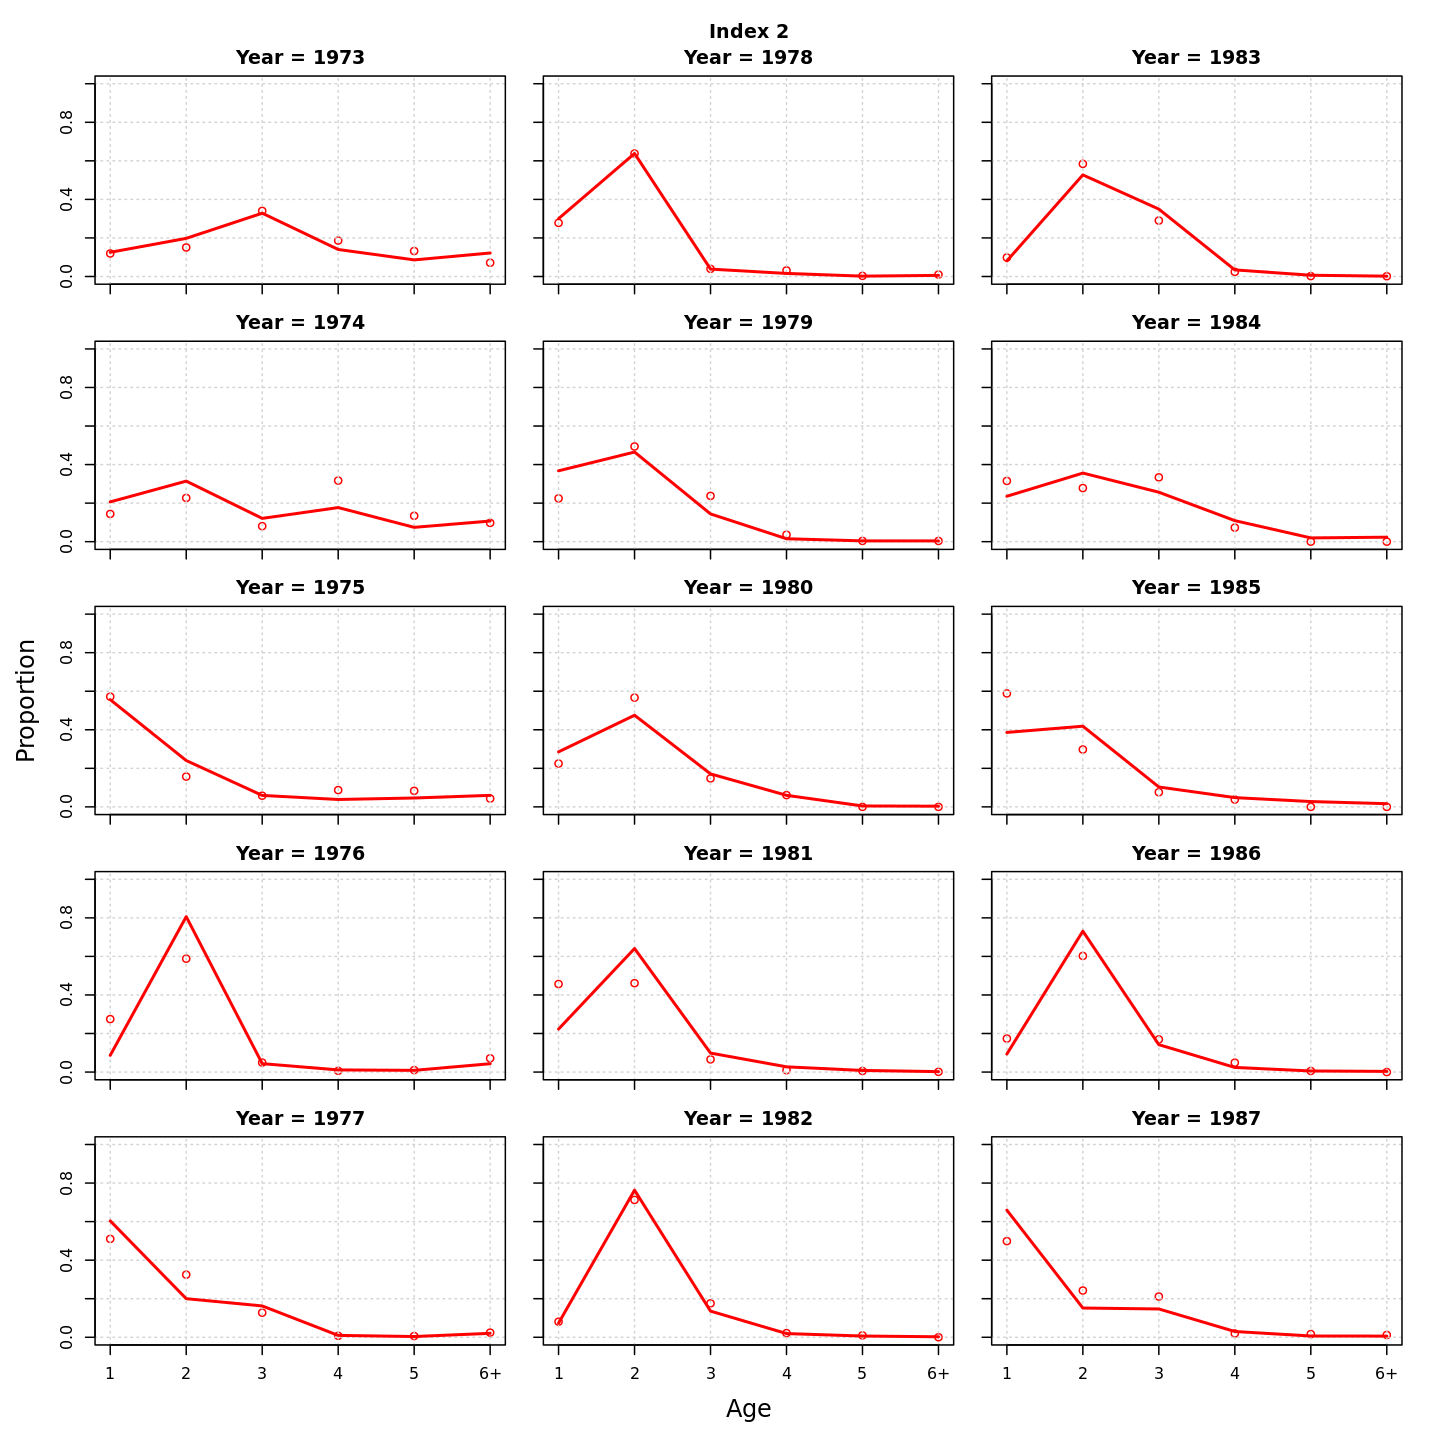 Index 2
Year = 1973
Year = 1978
Year = 1983
0.0
0.4
0.8
Year = 1974
Year = 1979
Year = 1984
0.0
0.4
0.8
Year = 1975
Year = 1980
Year = 1985
0.0
0.4
0.8
Proportion
Year = 1976
Year = 1981
Year = 1986
0.0
0.4
0.8
Year = 1977
Year = 1982
Year = 1987
0.0
0.4
0.8
1 2 3 4 5 6+
1 2 3 4 5 6+
1 2 3 4 5 6+
Age